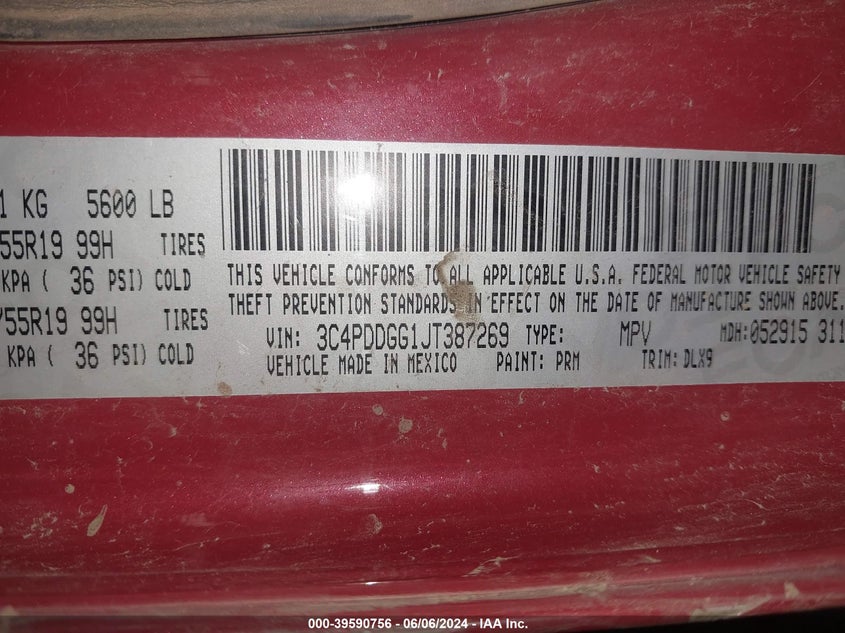 1 KG 5600 LB
55R19 99H TIRES
KPA ( 36 PSI) COLD
/55R19 99H TIRES
KPA ( 36 PSI) COLD
THIS VEHICLE CONFORMS TO ALL APPLICABLE U.S.A. FEDERAL MOTOR VEHICLE SAFETY
THEFT PREVENTION STANDARDS IN EFFECT ON THE DATE OF MANUFACTURE SHOWN ABOVE.
VIN: 3C4PDDGG1JT387269 TYPE: MPV MDH:052915 311
VEHICLE MADE IN MEXICO PAINT: PRM TRIM: DLX9
000-39590756 - 06/06/2024 - IAA Inc.